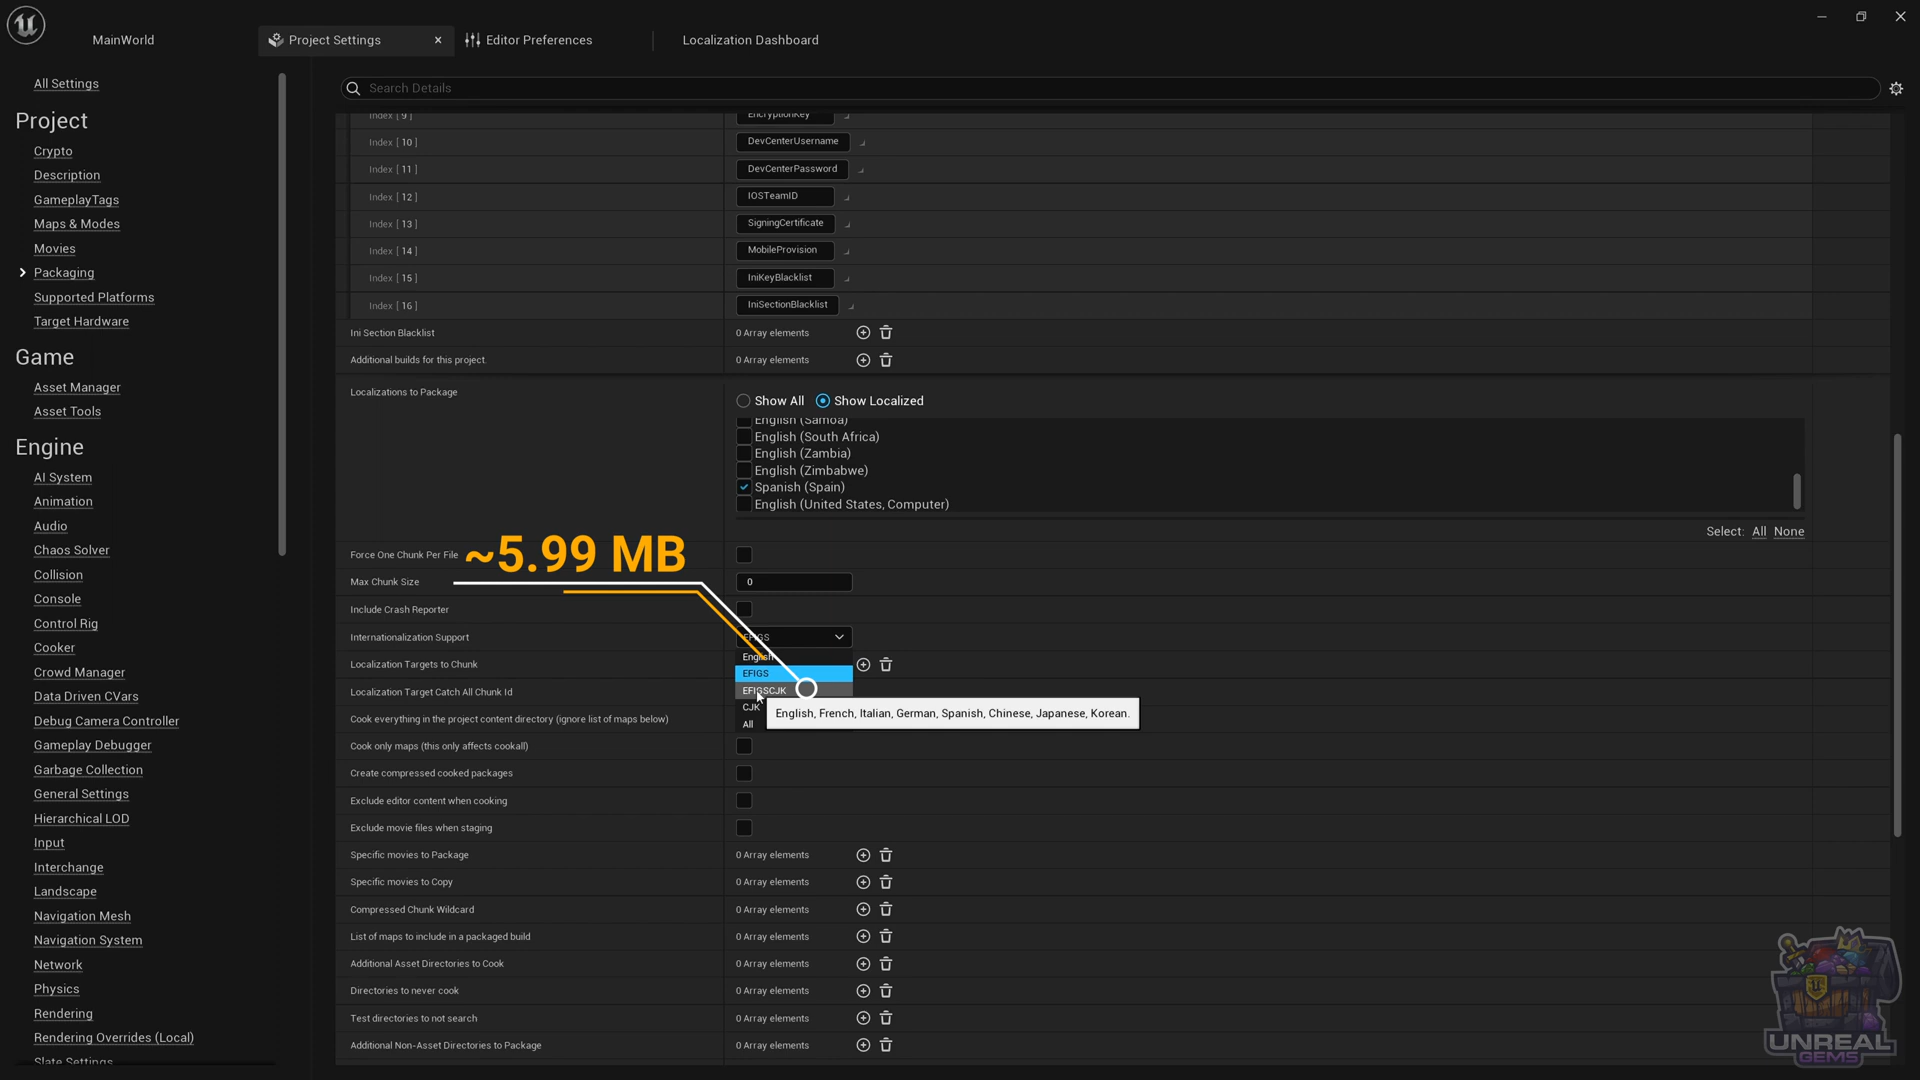 MainWorld
Project Settings
Editor Preferences
Localization Dashboard
All Settings
Project
Crypto
Description
GameplayTags
Maps & Modes
Movies
Packaging
Supported Platforms
Target Hardware
Game
Asset Manager
Asset Tools
Engine
AI System
Animation
Audio
Chaos Solver
Collision
Console
Control Rig
Cooker
Crowd Manager
Data Driven CVars
Debug Camera Controller
Gameplay Debugger
Garbage Collection
General Settings
Hierarchical LOD
Input
Interchange
Landscape
Navigation Mesh
Navigation System
Network
Physics
Rendering
Rendering Overrides (Local)
Slate Settings
Search Details
Index [ 9 ] EncryptionKey
Index [ 10 ] DevCenterUsername
Index [ 11 ] DevCenterPassword
Index [ 12 ] IOSTeamID
Index [ 13 ] SigningCertificate
Index [ 14 ] MobileProvision
Index [ 15 ] IniKeyBlacklist
Index [ 16 ] IniSectionBlacklist
Ini Section Blacklist 0 Array elements
Additional builds for this project. 0 Array elements
Localizations to Package
Show All Show Localized
English (Samoa)
English (South Africa)
English (Zambia)
English (Zimbabwe)
Spanish (Spain)
English (United States, Computer)
Select: All None
Force One Chunk Per File
~5.99 MB
Max Chunk Size 0
Include Crash Reporter
Internationalization Support EFIGS
English
EFIGS
EFIGSCJK
CJK
All
English, French, Italian, German, Spanish, Chinese, Japanese, Korean.
Localization Targets to Chunk
Localization Target Catch All Chunk Id
Cook everything in the project content directory (ignore list of maps below)
Cook only maps (this only affects cookall)
Create compressed cooked packages
Exclude editor content when cooking
Exclude movie files when staging
Specific movies to Package 0 Array elements
Specific movies to Copy 0 Array elements
Compressed Chunk Wildcard 0 Array elements
List of maps to include in a packaged build 0 Array elements
Additional Asset Directories to Cook 0 Array elements
Directories to never cook 0 Array elements
Test directories to not search 0 Array elements
Additional Non-Asset Directories to Package 0 Array elements
UNREAL
GEMS